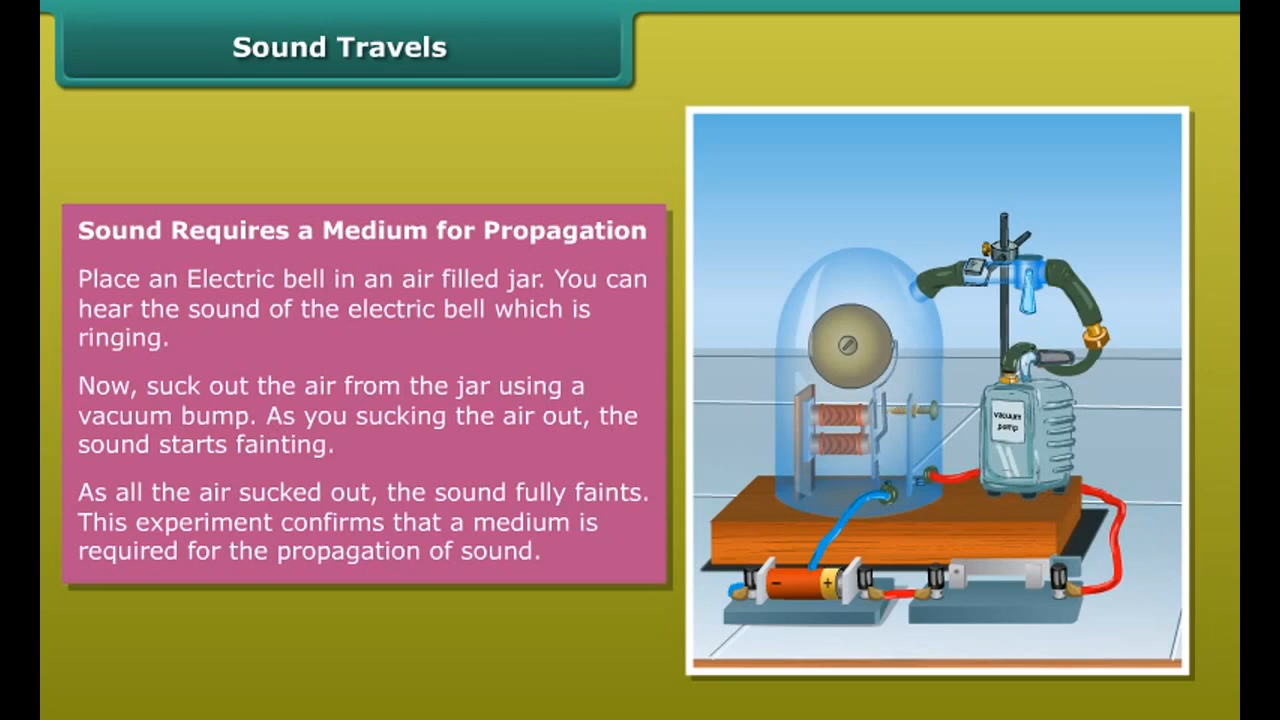 Sound Travels
Sound Requires a Medium for Propagation
Place an Electric bell in an air filled jar. You can
hear the sound of the electric bell which is
ringing.
Now, suck out the air from the jar using a
vacuum bump. As you sucking the air out, the
sound starts fainting.
As all the air sucked out, the sound fully faints.
This experiment confirms that a medium is
required for the propagation of sound.
vacuum
pump
-
+